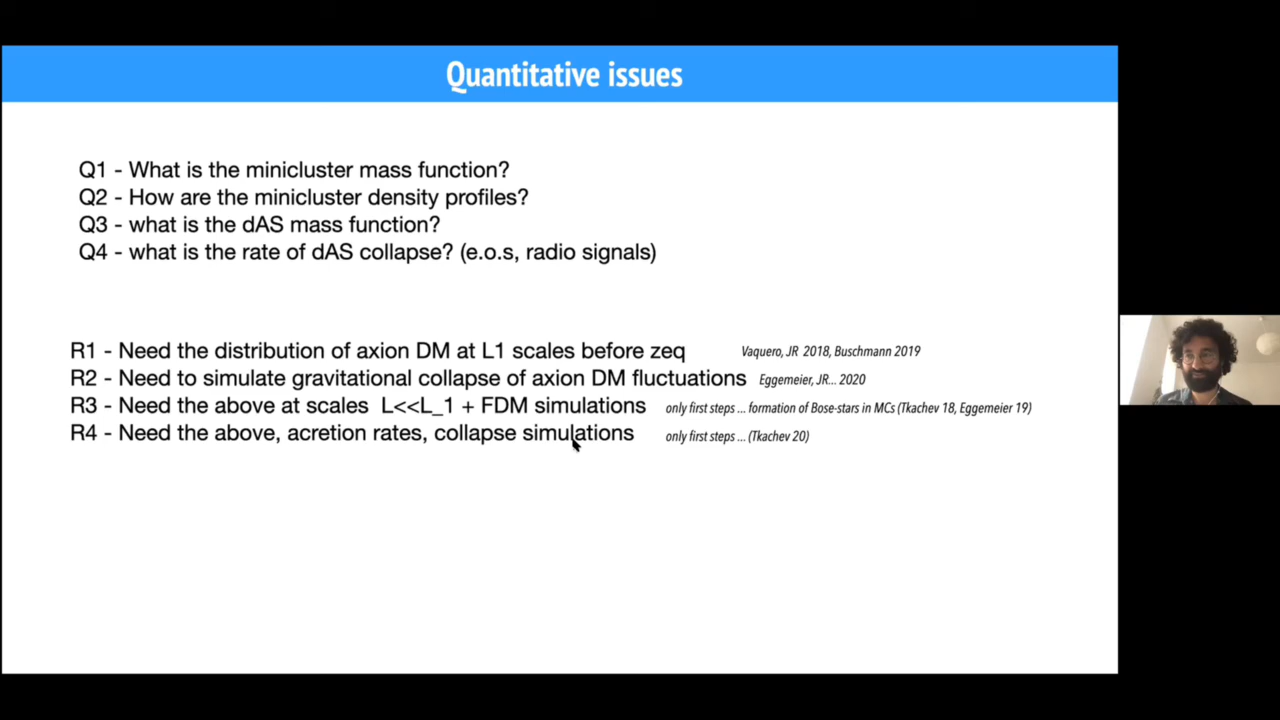 Quantitative issues
Q1 - What is the minicluster mass function?
Q2 - How are the minicluster density profiles?
Q3 - what is the dAS mass function?
Q4 - what is the rate of dAS collapse? (e.o.s, radio signals)
R1 - Need the distribution of axion DM at L1 scales before zeq Vaquero, JR 2018, Buschmann 2019
R2 - Need to simulate gravitational collapse of axion DM fluctuations Eggemeier, JR... 2020
R3 - Need the above at scales L<<L_1 + FDM simulations only first steps ... formation of Bose-stars in MCs (Tkachev 18, Eggemeier 19)
R4 - Need the above, acretion rates, collapse simulations only first steps ... (Tkachev 20)